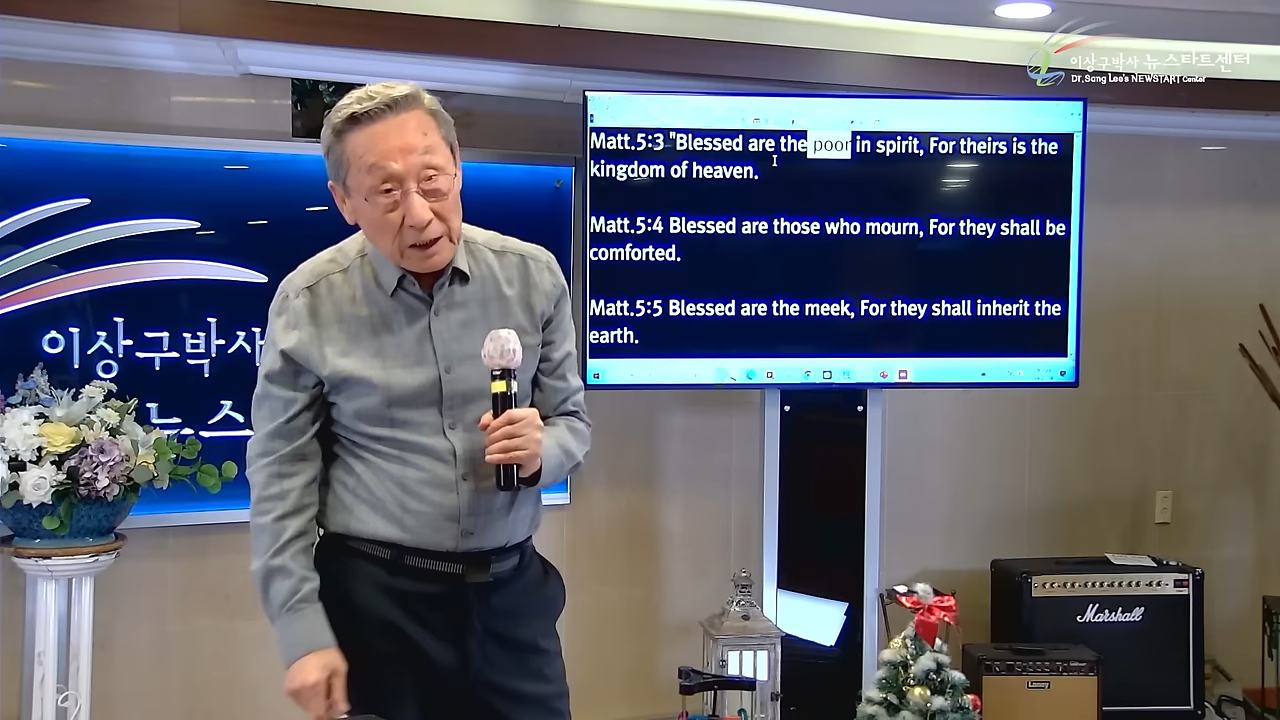 이상구박사 뉴스타트센터
Dr.Sang Lee's NEWSTART Center
Matt.5:3 "Blessed are the poor in spirit, For theirs is the
kingdom of heaven.
Matt.5:4 Blessed are those who mourn, For they shall be
comforted.
Matt.5:5 Blessed are the meek, For they shall inherit the
earth.
이상구박사
뉴스
Marshall
Laney